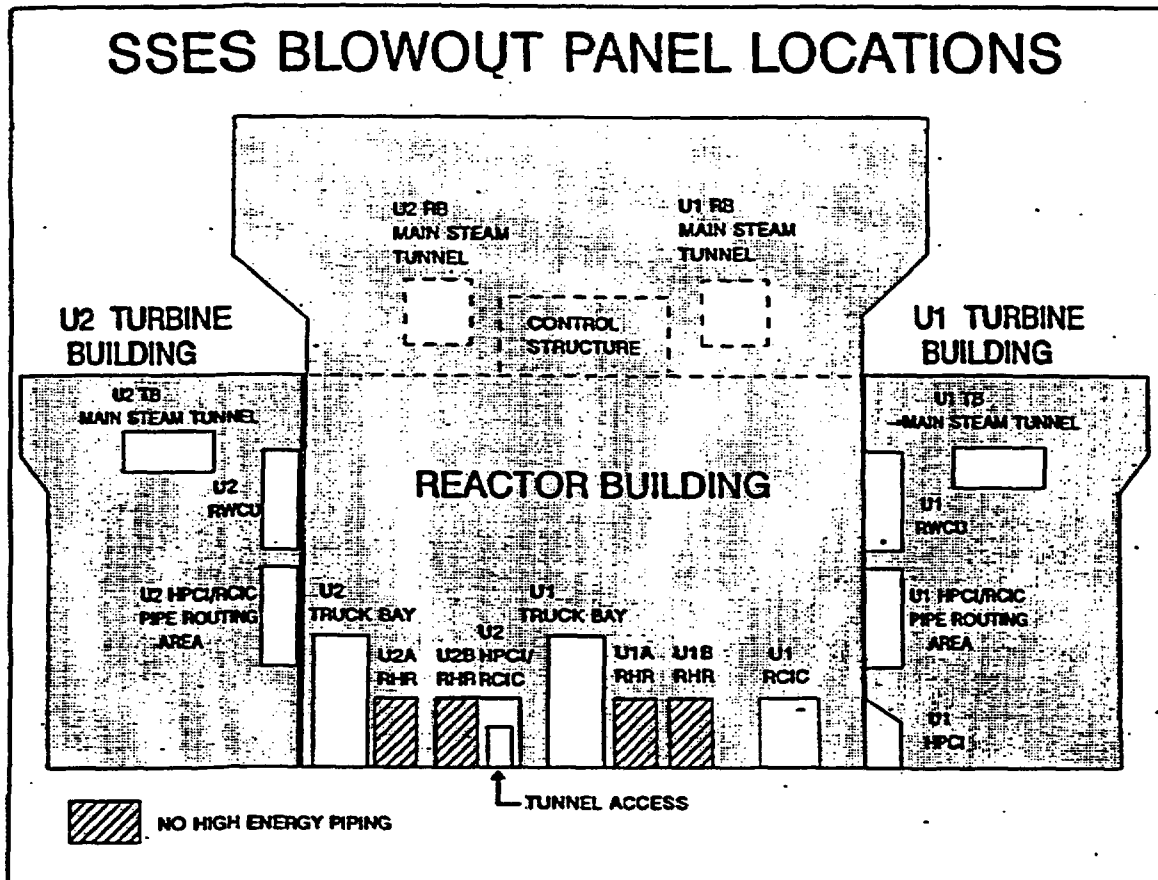 SSES BLOWOUT PANEL LOCATIONS
U2 RB
MAIN STEAM
TUNNEL
U1 RB
MAIN STEAM
TUNNEL
CONTROL
STRUCTURE
U2 TURBINE
BUILDING
U1 TURBINE
BUILDING
U2 TB
MAIN STEAM TUNNEL
U1 TB
MAIN STEAM TUNNEL
U2
RWCU
REACTOR BUILDING
U1
RWCU
U2 HPCI/RCIC
PIPE ROUTING
AREA
U1 HPCI/RCIC
PIPE ROUTING
AREA
U2
TRUCK BAY
U1
TRUCK BAY
U2A
RHR
U2B
RHR
U2
HPCI/
RCIC
U1A
RHR
U1B
RHR
U1
RCIC
U1
HPCI
TUNNEL ACCESS
NO HIGH ENERGY PIPING